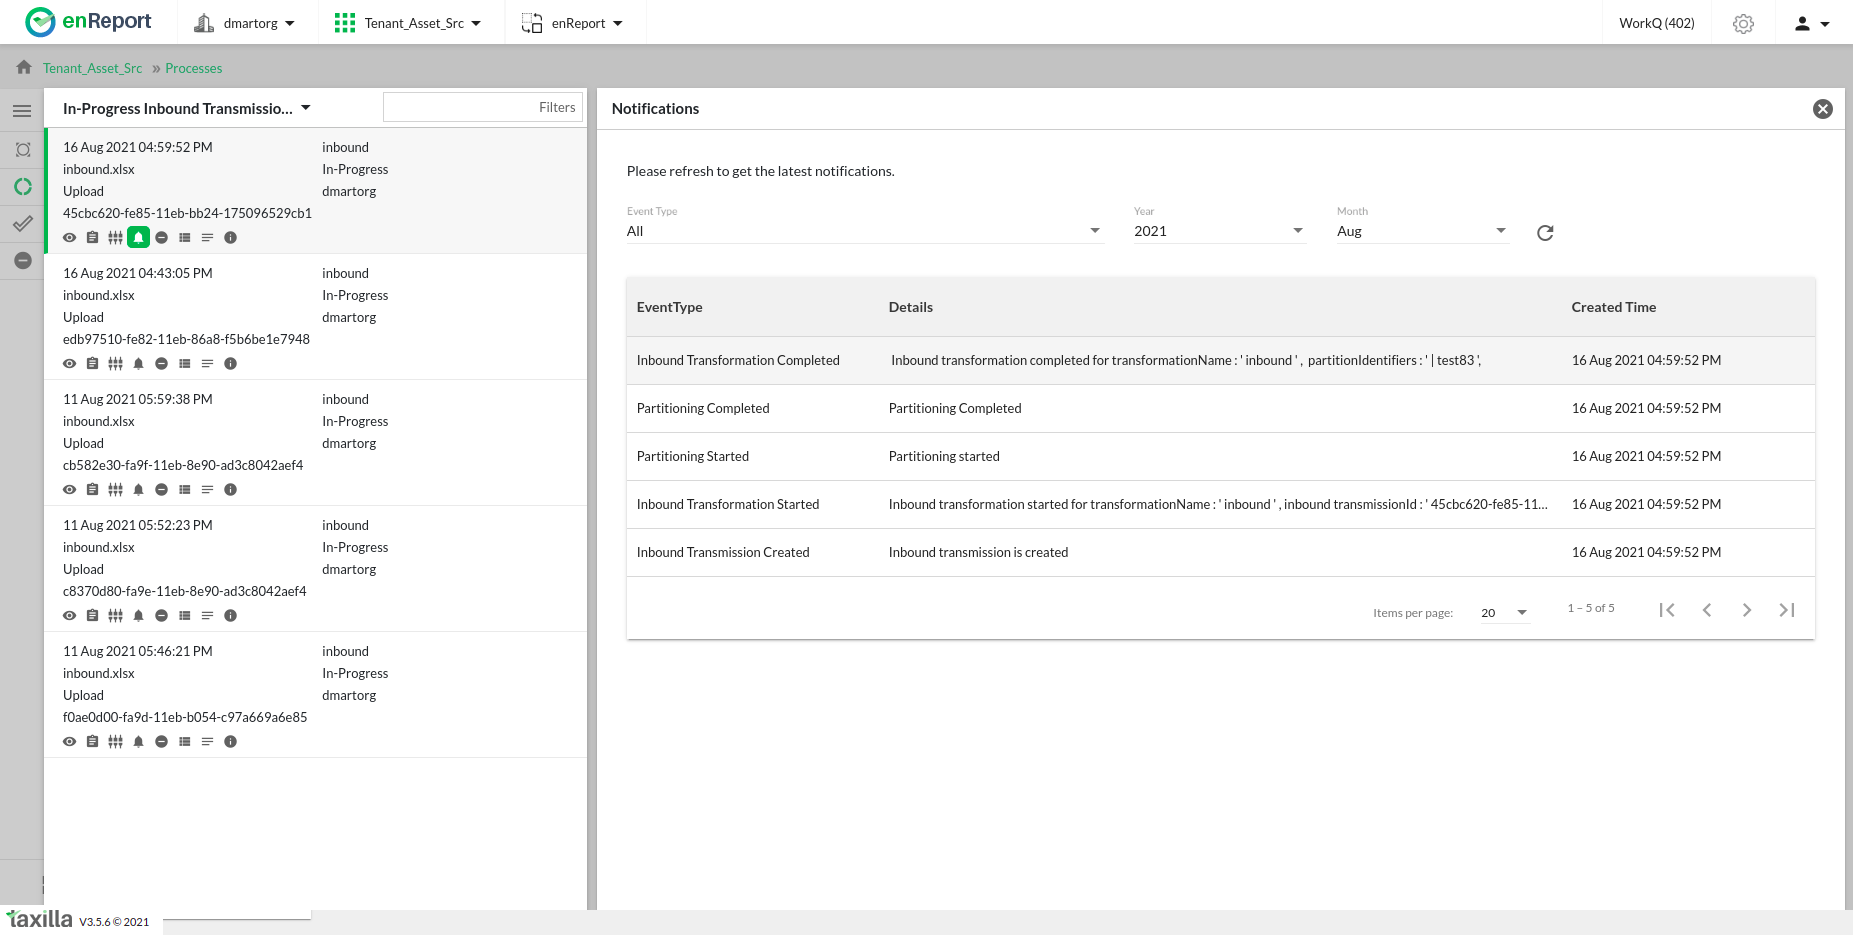 enReport
dmartorg
Tenant_Asset_Src
enReport
WorkQ (402)
Tenant_Asset_Src » Processes
In-Progress Inbound Transmissio...
Filters
16 Aug 2021 04:59:52 PM inbound
inbound.xlsx In-Progress
Upload dmartorg
45cbc620-fe85-11eb-bb24-175096529cb1
16 Aug 2021 04:43:05 PM inbound
inbound.xlsx In-Progress
Upload dmartorg
edb97510-fe82-11eb-86a8-f5b6be1e7948
11 Aug 2021 05:59:38 PM inbound
inbound.xlsx In-Progress
Upload dmartorg
cb582e30-fa9f-11eb-8e90-ad3c8042aef4
11 Aug 2021 05:52:23 PM inbound
inbound.xlsx In-Progress
Upload dmartorg
c8370d80-fa9e-11eb-8e90-ad3c8042aef4
11 Aug 2021 05:46:21 PM inbound
inbound.xlsx In-Progress
Upload dmartorg
f0ae0d00-fa9d-11eb-b054-c97a669a6e85
Notifications
Please refresh to get the latest notifications.
Event Type Year Month
All 2021 Aug
EventType Details Created Time
Inbound Transformation Completed Inbound transformation completed for transformationName : ' inbound ' , partitionIdentifiers : ' | test83 ', 16 Aug 2021 04:59:52 PM
Partitioning Completed Partitioning Completed 16 Aug 2021 04:59:52 PM
Partitioning Started Partitioning started 16 Aug 2021 04:59:52 PM
Inbound Transformation Started Inbound transformation started for transformationName : ' inbound ' , inbound transmissionId : ' 45cbc620-fe85-11... 16 Aug 2021 04:59:52 PM
Inbound Transmission Created Inbound transmission is created 16 Aug 2021 04:59:52 PM
Items per page: 20 1 – 5 of 5
taxilla V3.5.6 © 2021